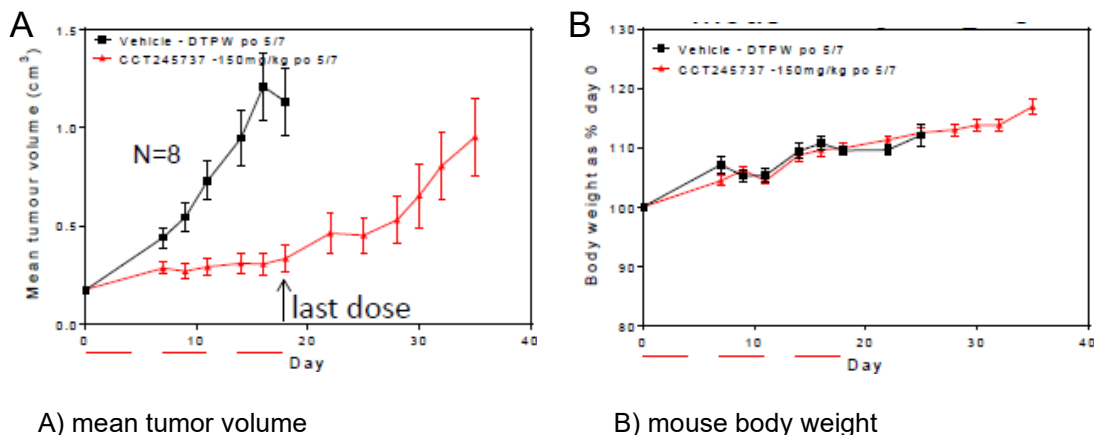 A
Vehicle - DTPW po 5/7
CCT245737 -150mg/kg po 5/7
Mean tumour volume (cm³)
1.5
1.0
0.5
0.0
N=8
last dose
0 10 20 30 40
Day
B
Vehicle - DTPW po 5/7
CCT245737 -150mg/kg po 5/7
Body weight as % day 0
130
120
110
100
90
80
0 10 20 30 40
Day
A) mean tumor volume
B) mouse body weight